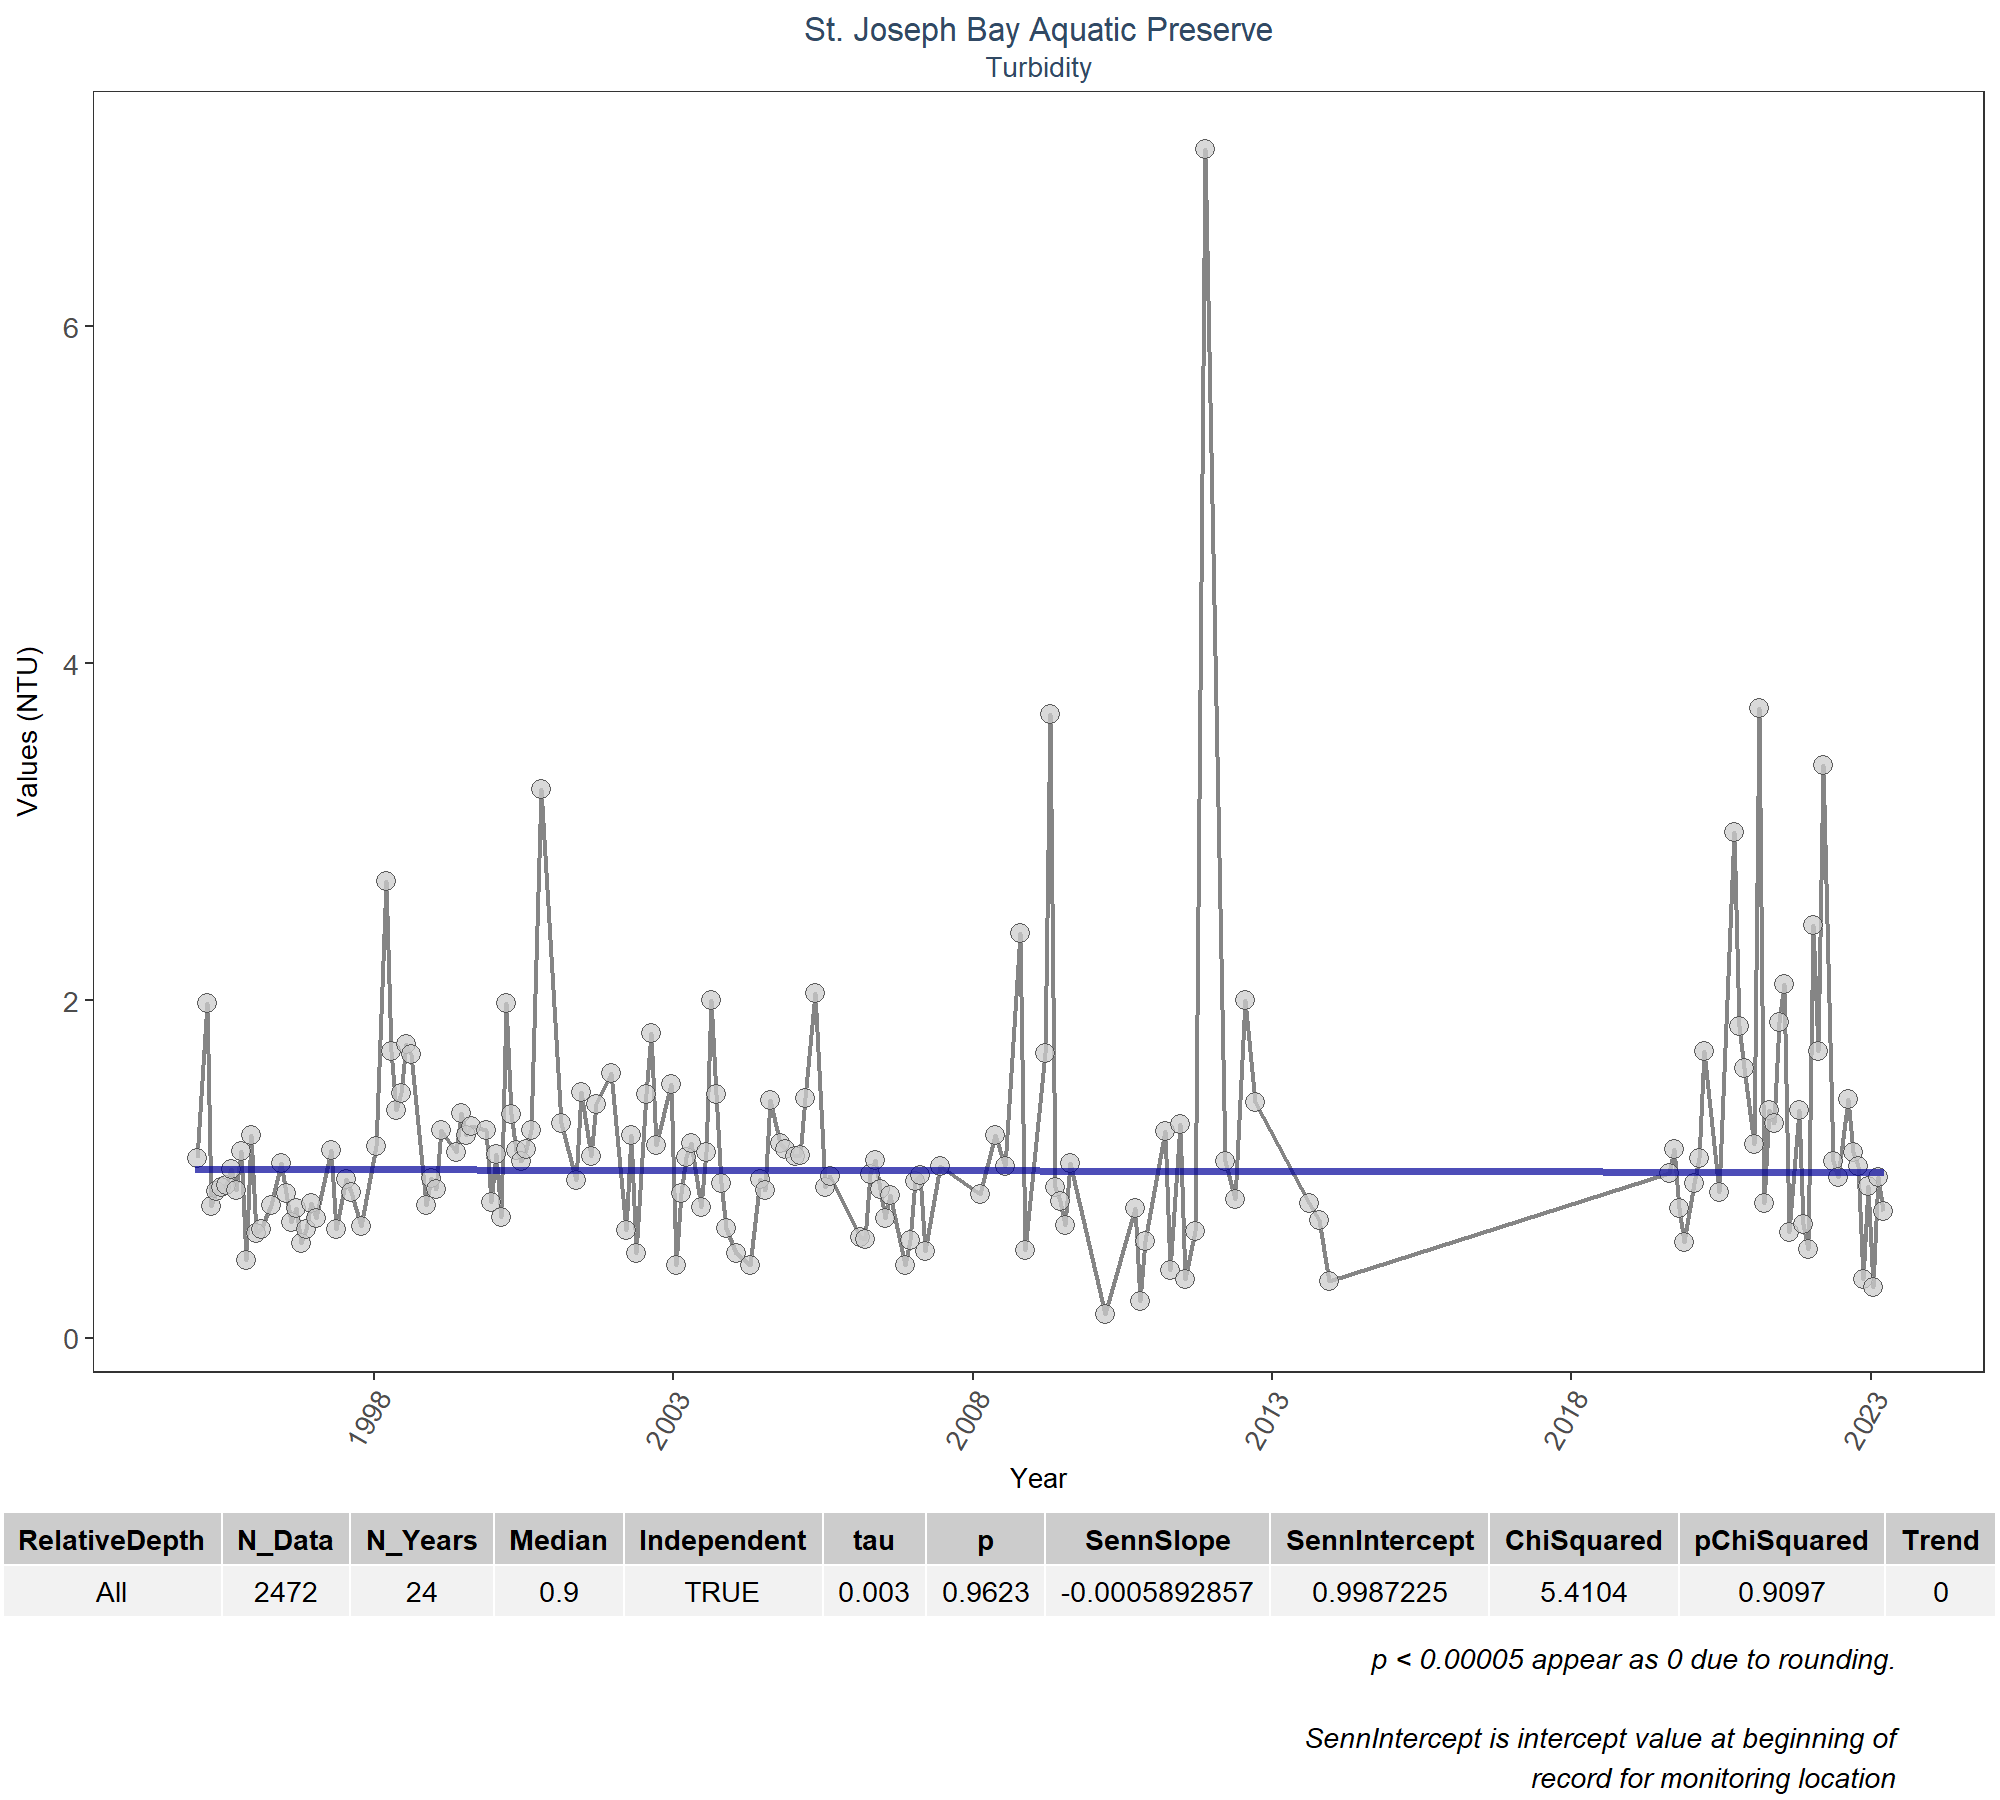 St. Joseph Bay Aquatic Preserve
Turbidity
Values (NTU)
6
4
2
0
1998
2003
2008
2013
2018
2023
Year
RelativeDepth N_Data N_Years Median Independent tau p SennSlope SennIntercept ChiSquared pChiSquared Trend
All 2472 24 0.9 TRUE 0.003 0.9623 -0.0005892857 0.9987225 5.4104 0.9097 0
p < 0.00005 appear as 0 due to rounding.
SennIntercept is intercept value at beginning of
record for monitoring location